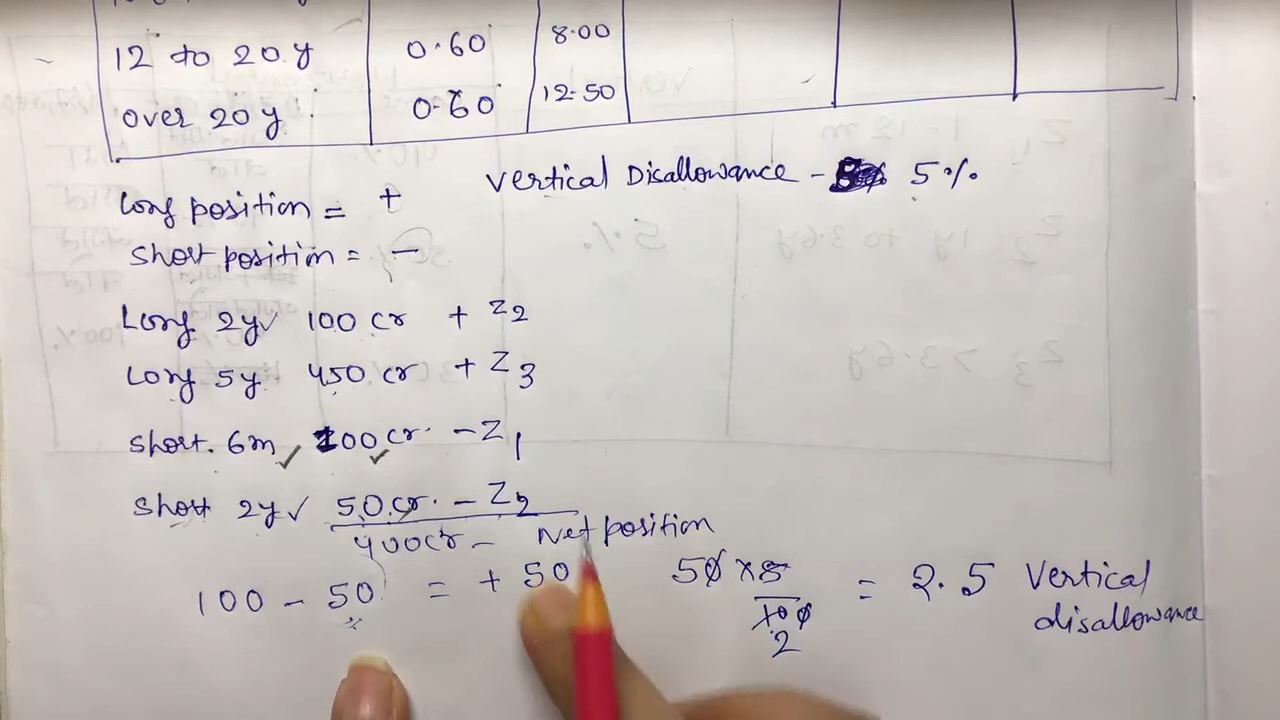 12 to 20 y 0.60 8.00
over 20 y 0.60 12.50
Vertical Disallowance - 5%
Long position = +
Short position = -
Long 2y ✓ 100 cr + Z2
Long 5y 450 cr + Z3
Short. 6m ✓ 100 cr. - Z1
Short 2y ✓ 50 cr. - Z2
400 cr - Net position
100 - 50 = + 50
50 × 5 / 100 2 = 2.5 Vertical
disallowance